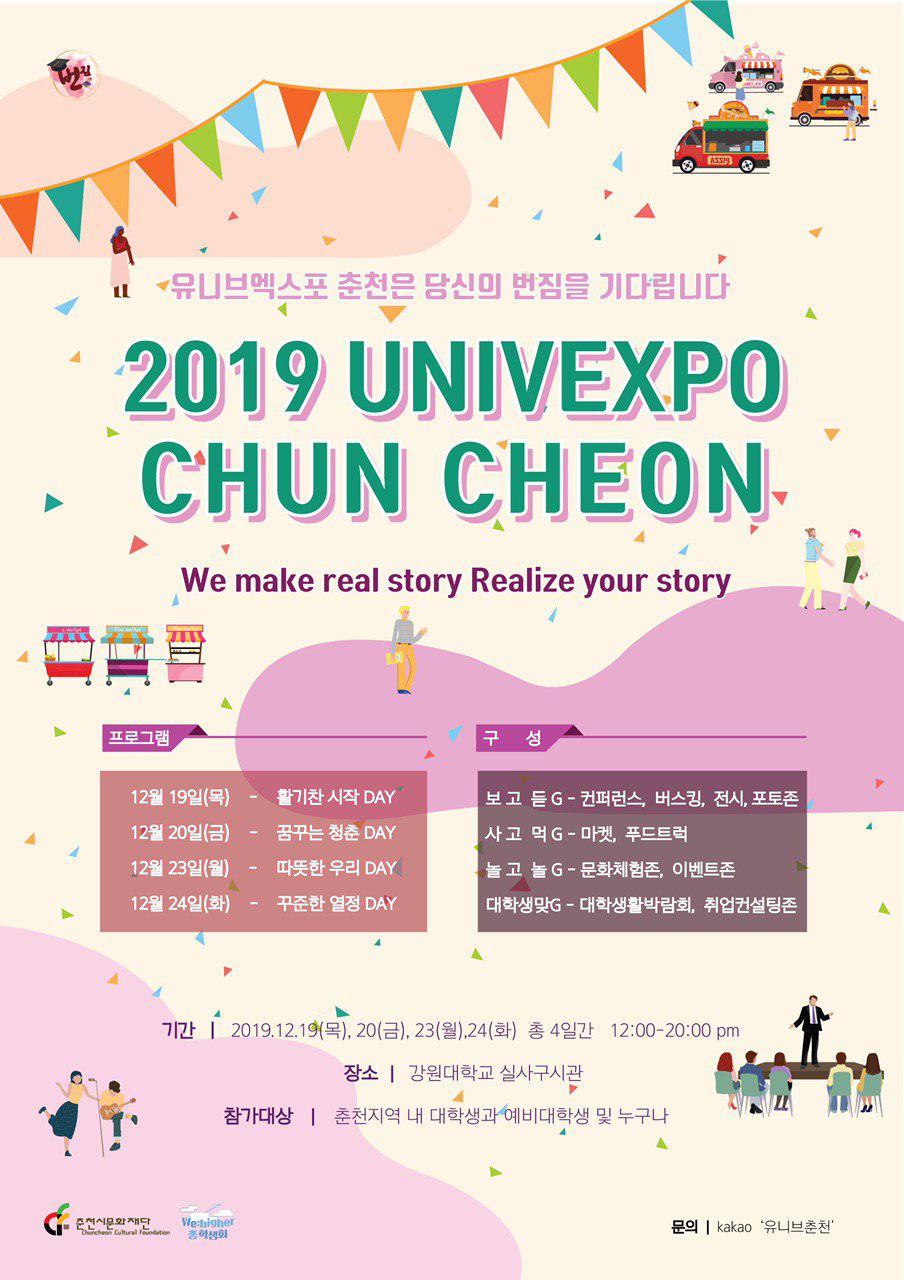 번짐
유니브엑스포 춘천은 당신의 번짐을 기다립니다
2019 UNIVEXPO
CHUN CHEON
We make real story Realize your story
프로그램
12월 19일(목) - 활기찬 시작 DAY
12월 20일(금) - 꿈꾸는 청춘 DAY
12월 23일(월) - 따뜻한 우리 DAY
12월 24일(화) - 꾸준한 열정 DAY
구 성
보 고 듣 G - 컨퍼런스, 버스킹, 전시, 포토존
사 고 먹 G - 마켓, 푸드트럭
놀 고 놀 G - 문화체험존, 이벤트존
대학생맞G - 대학생활박람회, 취업컨설팅존
기간 | 2019.12.19(목), 20(금), 23(월),24(화) 총 4일간 12:00-20:00 pm
장소 | 강원대학교 실사구시관
참가대상 | 춘천지역 내 대학생과 예비대학생 및 누구나
춘천시문화재단
Chuncheon Cultural Foundation
We:higher
총학생회
문의 | kakao ‘유니브춘천’